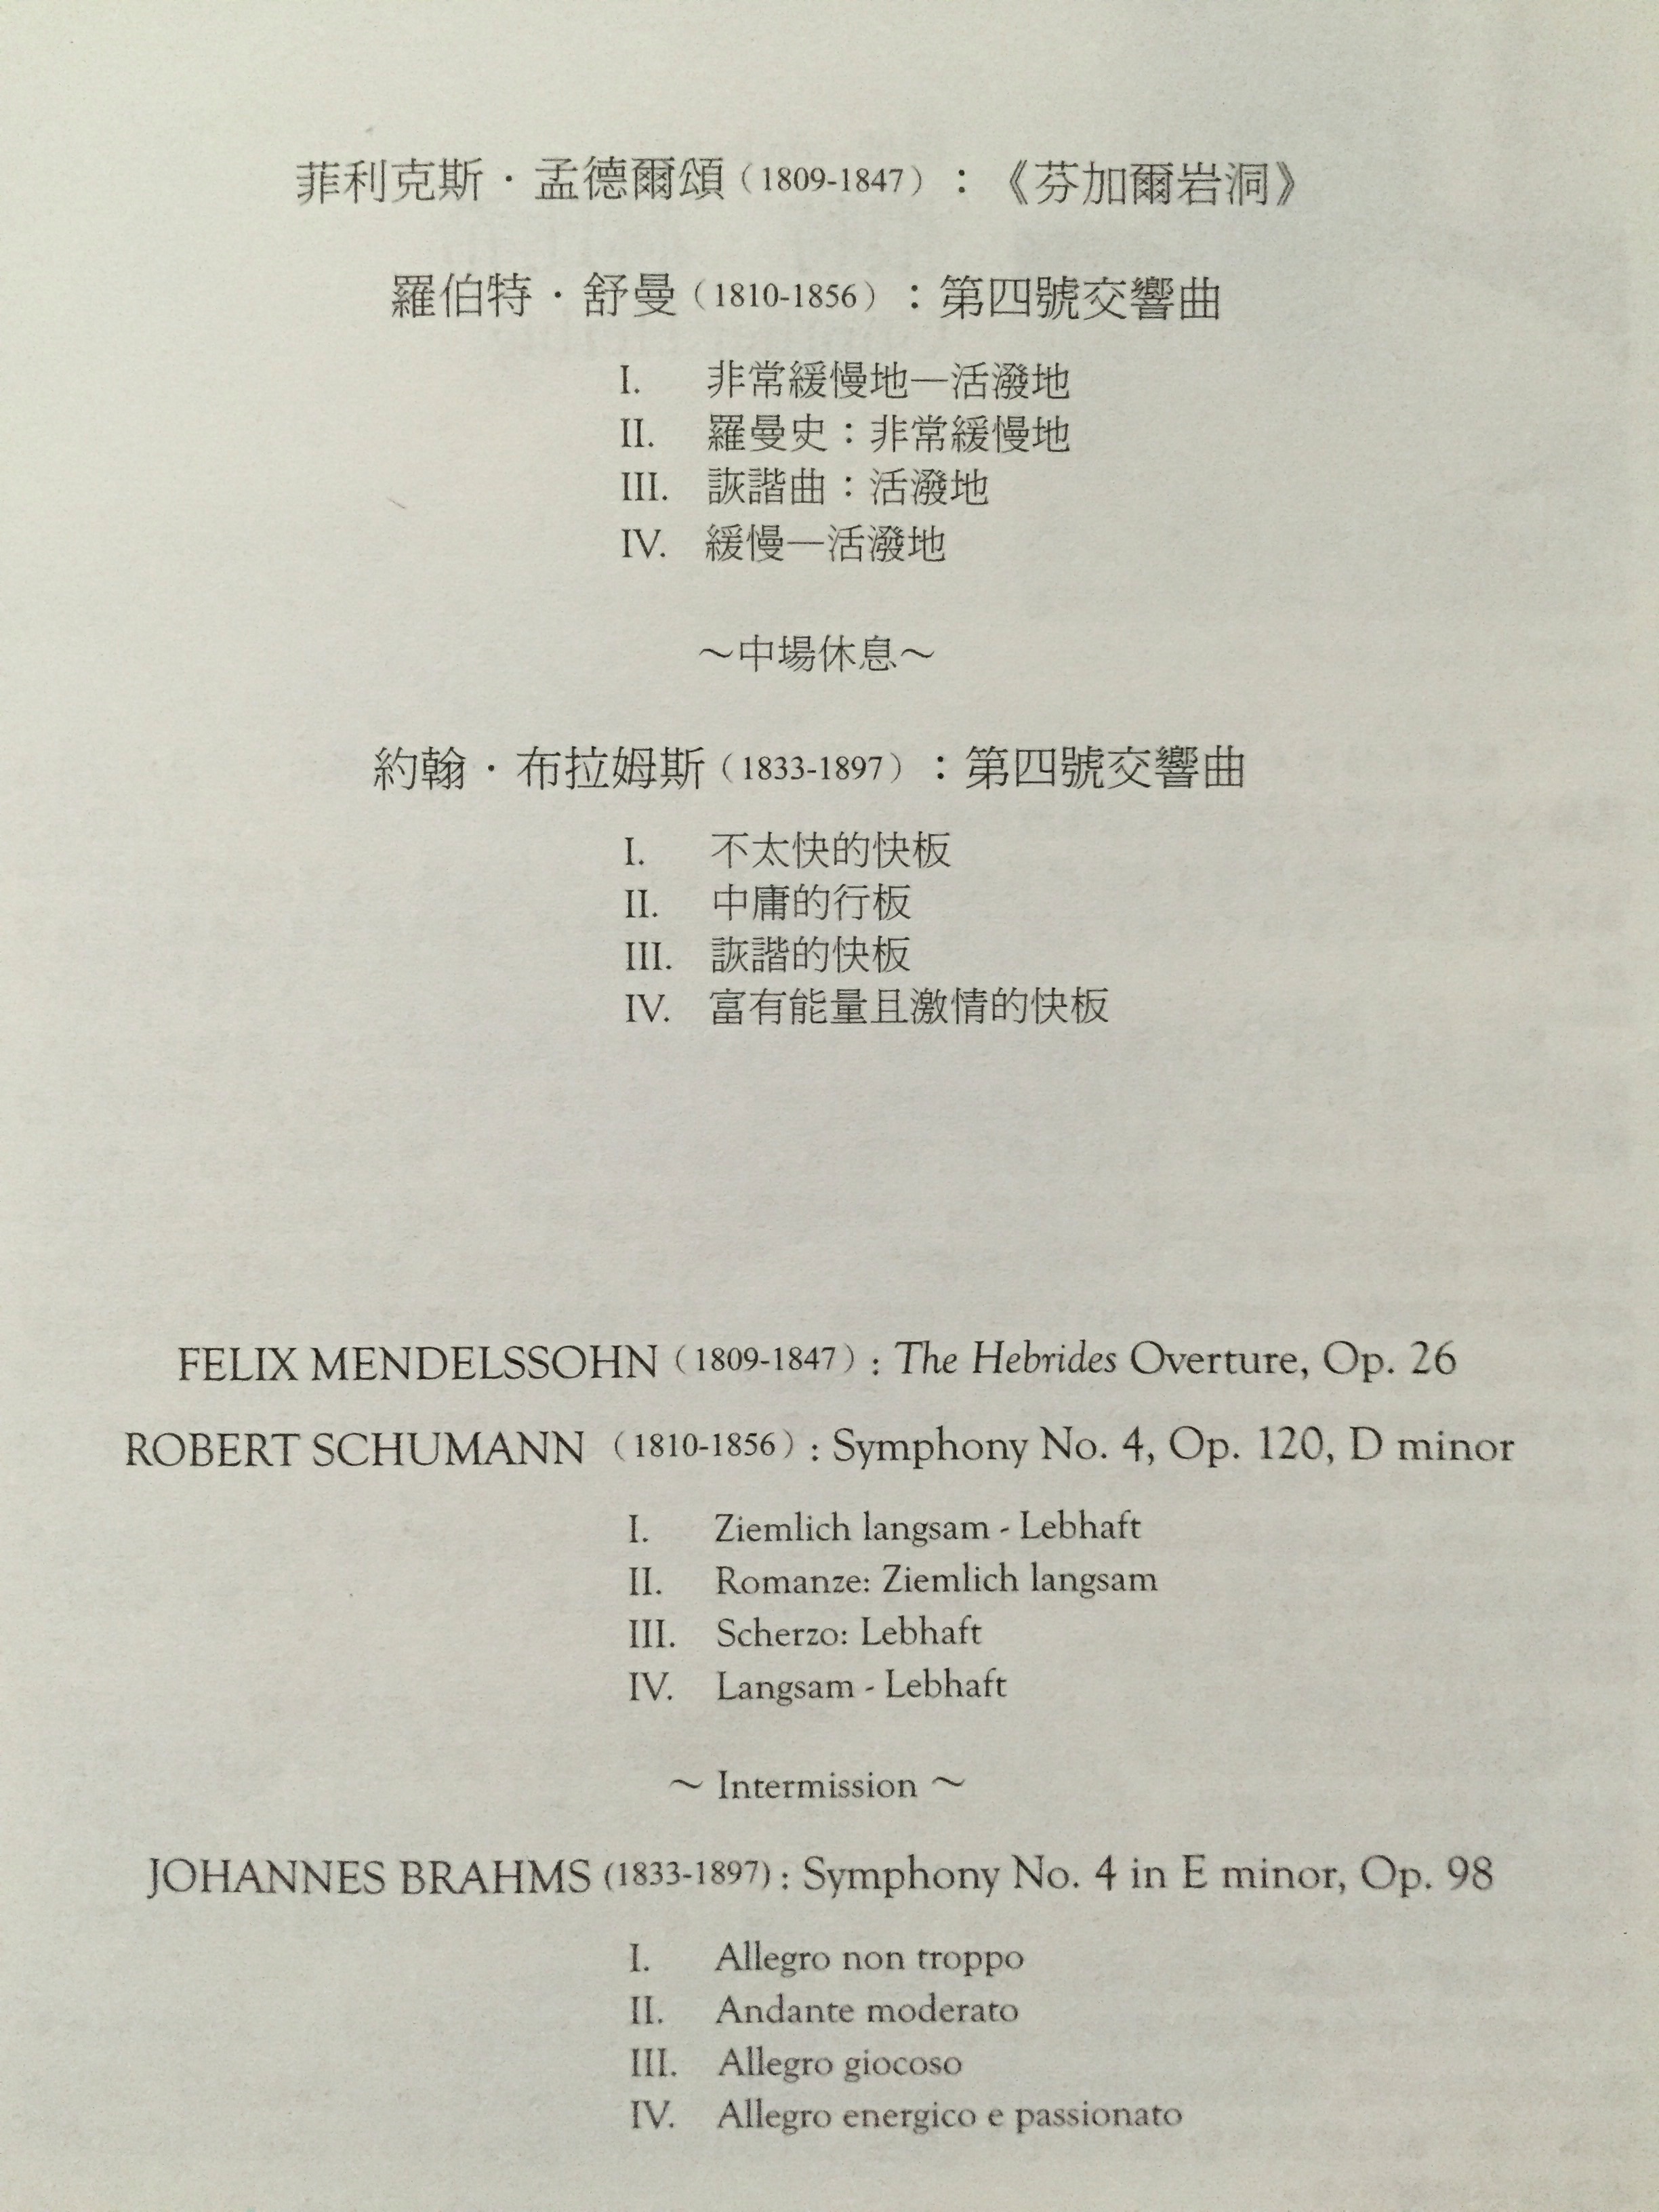 菲利克斯・孟德爾頌（1809-1847）：《芬加爾岩洞》
羅伯特・舒曼（1810-1856）：第四號交響曲
I. 非常緩慢地—活潑地
II. 羅曼史：非常緩慢地
III. 詼諧曲：活潑地
IV. 緩慢—活潑地
～中場休息～
約翰・布拉姆斯（1833-1897）：第四號交響曲
I. 不太快的快板
II. 中庸的行板
III. 詼諧的快板
IV. 富有能量且激情的快板
FELIX MENDELSSOHN（1809-1847）: The Hebrides Overture, Op. 26
ROBERT SCHUMANN （1810-1856）: Symphony No. 4, Op. 120, D minor
I. Ziemlich langsam - Lebhaft
II. Romanze: Ziemlich langsam
III. Scherzo: Lebhaft
IV. Langsam - Lebhaft
～ Intermission ～
JOHANNES BRAHMS (1833-1897) : Symphony No. 4 in E minor, Op. 98
I. Allegro non troppo
II. Andante moderato
III. Allegro giocoso
IV. Allegro energico e passionato